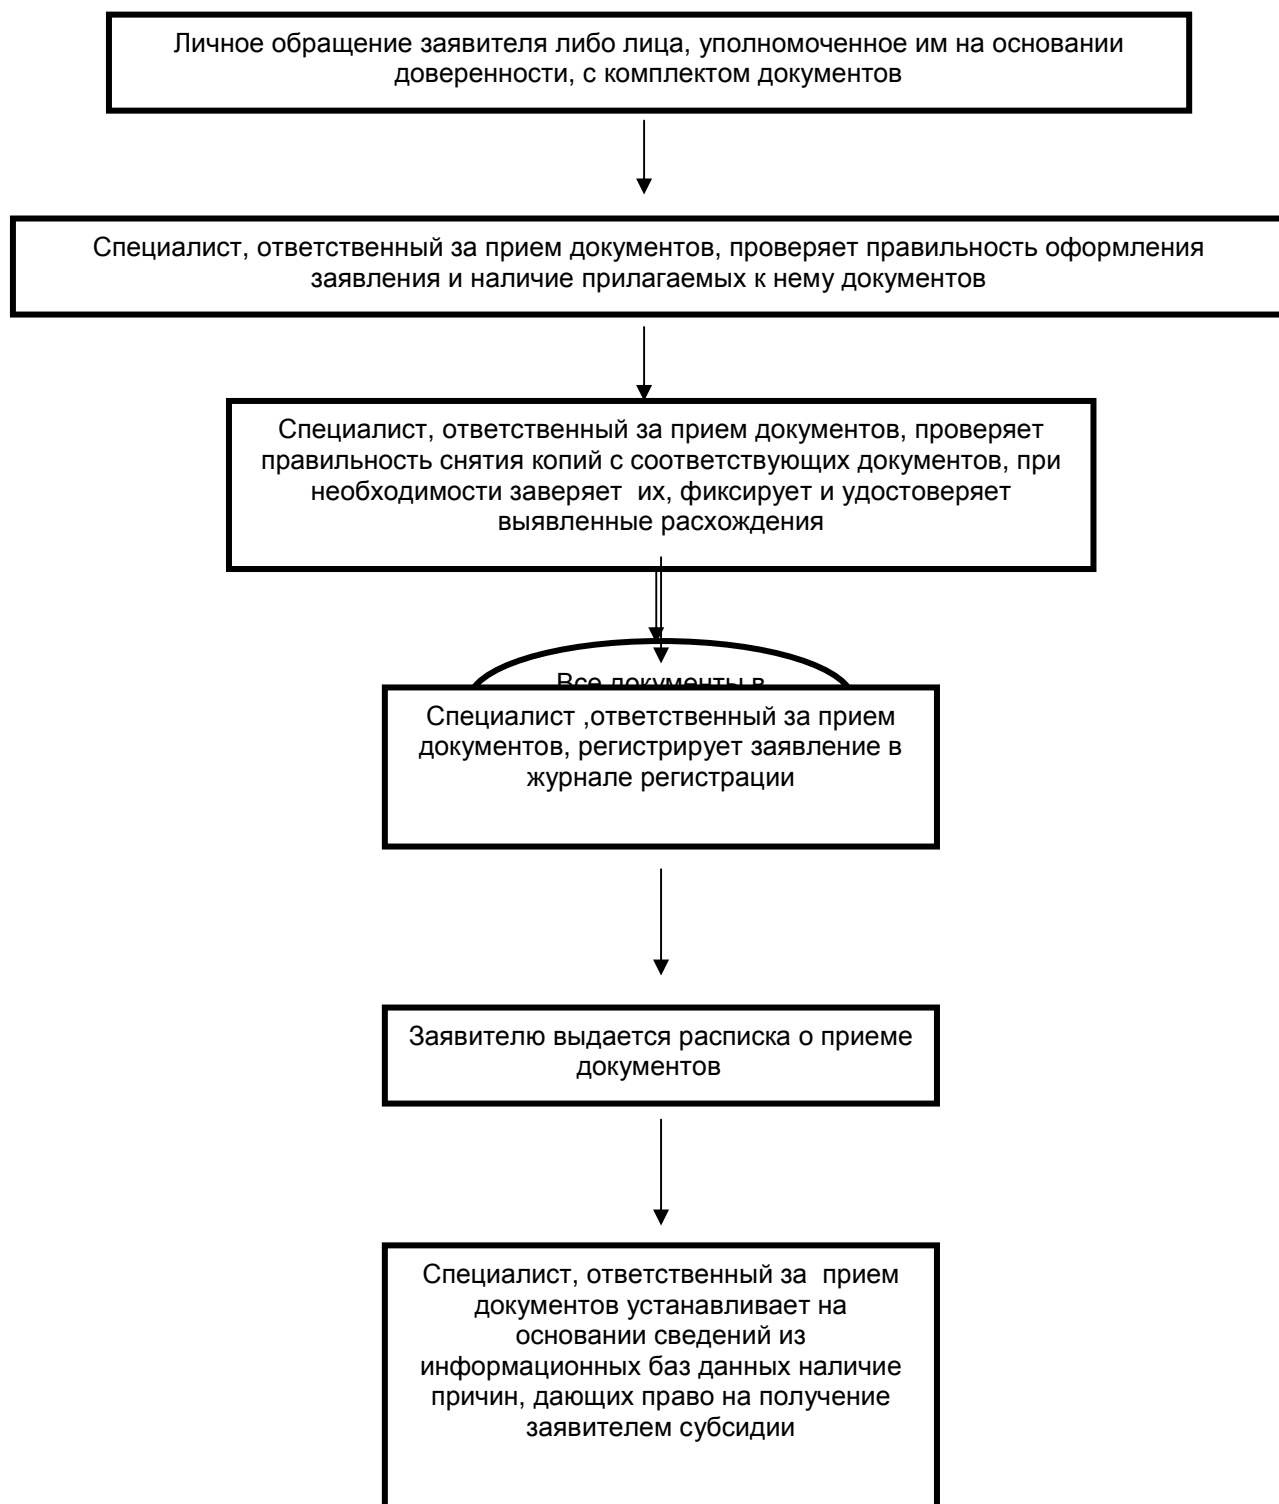 Личное обращение заявителя либо лица, уполномоченное им на основании
доверенности, с комплектом документов
Специалист, ответственный за прием документов, проверяет правильность оформления
заявления и наличие прилагаемых к нему документов
Специалист, ответственный за прием документов, проверяет
правильность снятия копий с соответствующих документов, при
необходимости заверяет их, фиксирует и удостоверяет
выявленные расхождения
Все документы в
Специалист ,ответственный за прием
документов, регистрирует заявление в
журнале регистрации
Заявителю выдается расписка о приеме
документов
Специалист, ответственный за прием
документов устанавливает на
основании сведений из
информационных баз данных наличие
причин, дающих право на получение
заявителем субсидии